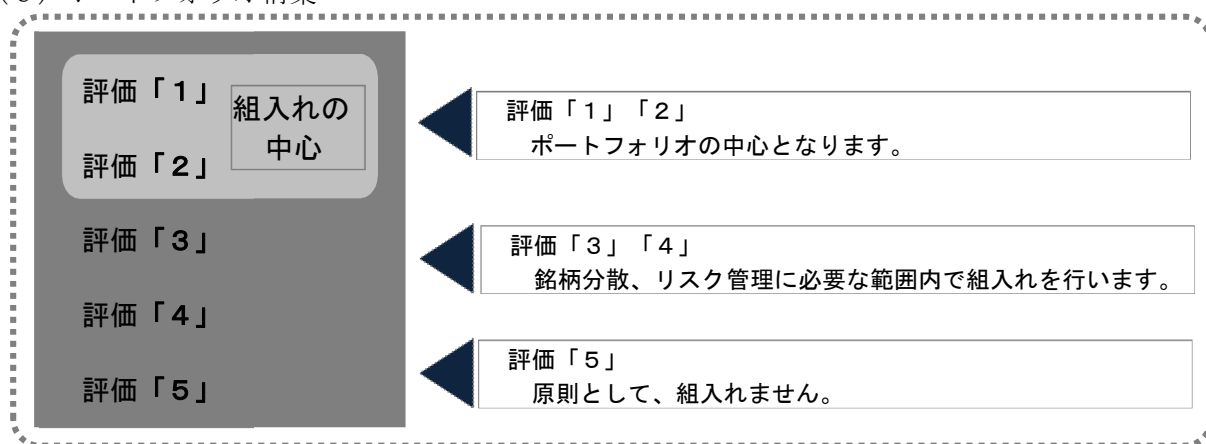 評価「１」
組入れの
中心
評価「２」
評価「３」
評価「４」
評価「５」
評価「１」「２」
ポートフォリオの中心となります。
評価「３」「４」
銘柄分散、リスク管理に必要な範囲内で組入れを行います。
評価「５」
原則として、組入れません。